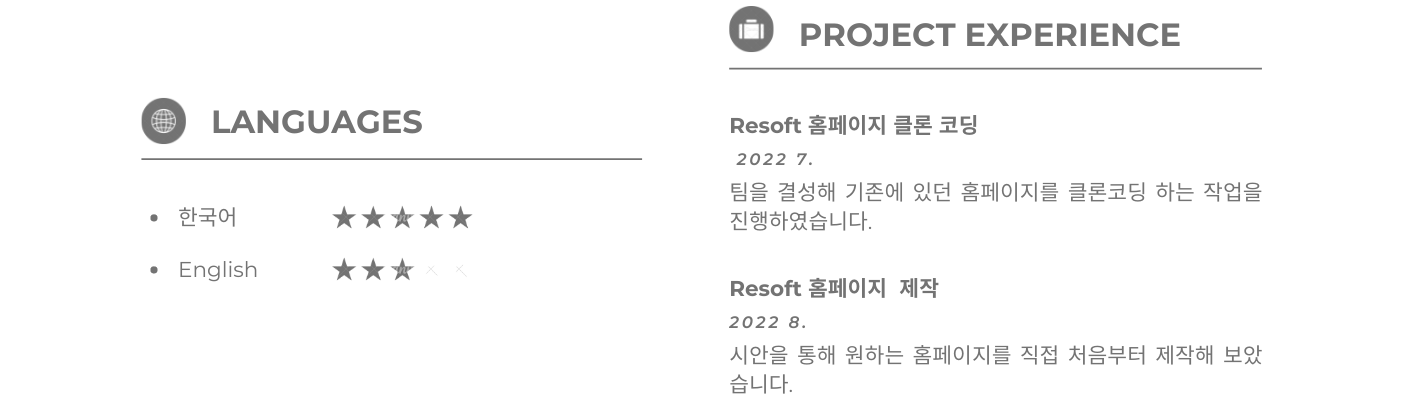 LANGUAGES
• 한국어 ★★★★★
• English ★★★
PROJECT EXPERIENCE
Resoft 홈페이지 클론 코딩
2022 7.
팀을 결성해 기존에 있던 홈페이지를 클론코딩 하는 작업을
진행하였습니다.
Resoft 홈페이지 제작
2022 8.
시안을 통해 원하는 홈페이지를 직접 처음부터 제작해 보았
습니다.